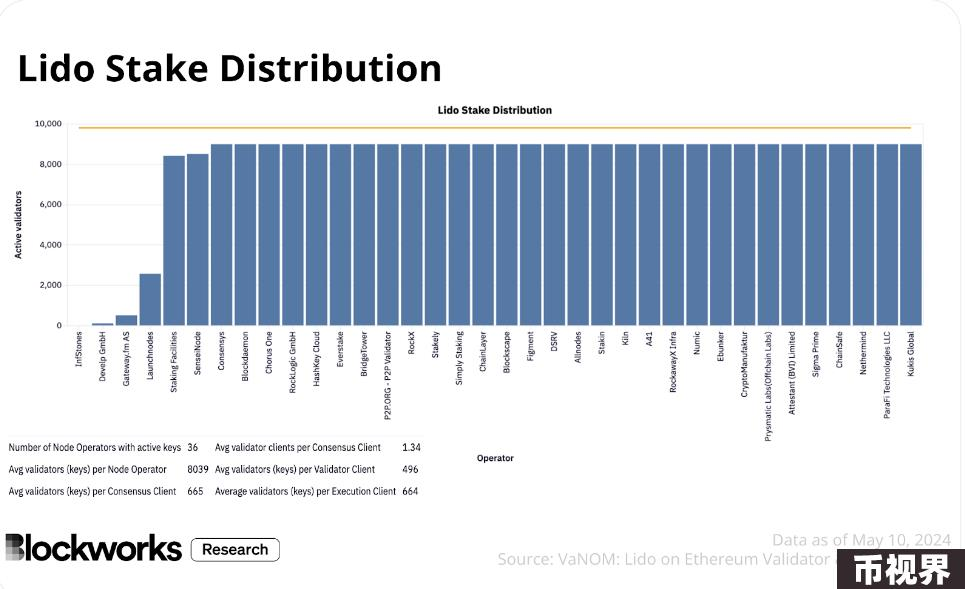 Lido Stake Distribution
Lido Stake Distribution
10,000
8,000
6,000
4,000
2,000
0
Active validators
InfStones
Develp GmbH
Gateway.fm AS
Launchnodes
Staking Facilities
SenseiNode
Consensys
Blockdaemon
Chorus One
RockLogic GmbH
HashKey Cloud
Everstake
BridgeTower
P2P.ORG - P2P Validator
RockX
Stakely
Simply Staking
ChainLayer
Blockscape
Figment
DSRV
Allnodes
Stakin
Kiln
A41
RockawayX Infra
Numic
Ebunker
CryptoManufaktur
Prysmatic Labs(Offchain Labs)
Attestant (BVI) Limited
Sigma Prime
ChainSafe
Nethermind
ParaFi Technologies LLC
Kukis Global
Operator
Number of Node Operators with active keys 36 Avg validator clients per Consensus Client 1.34
Avg validators (keys) per Node Operator 8039 Avg validators (keys) per Validator Client 496
Avg validators (keys) per Consensus Client 665 Average validators (keys) per Execution Client 664
Blockworks Research
Data as of May 10, 2024
Source: VaNOM: Lido on Ethereum Validator
币视界